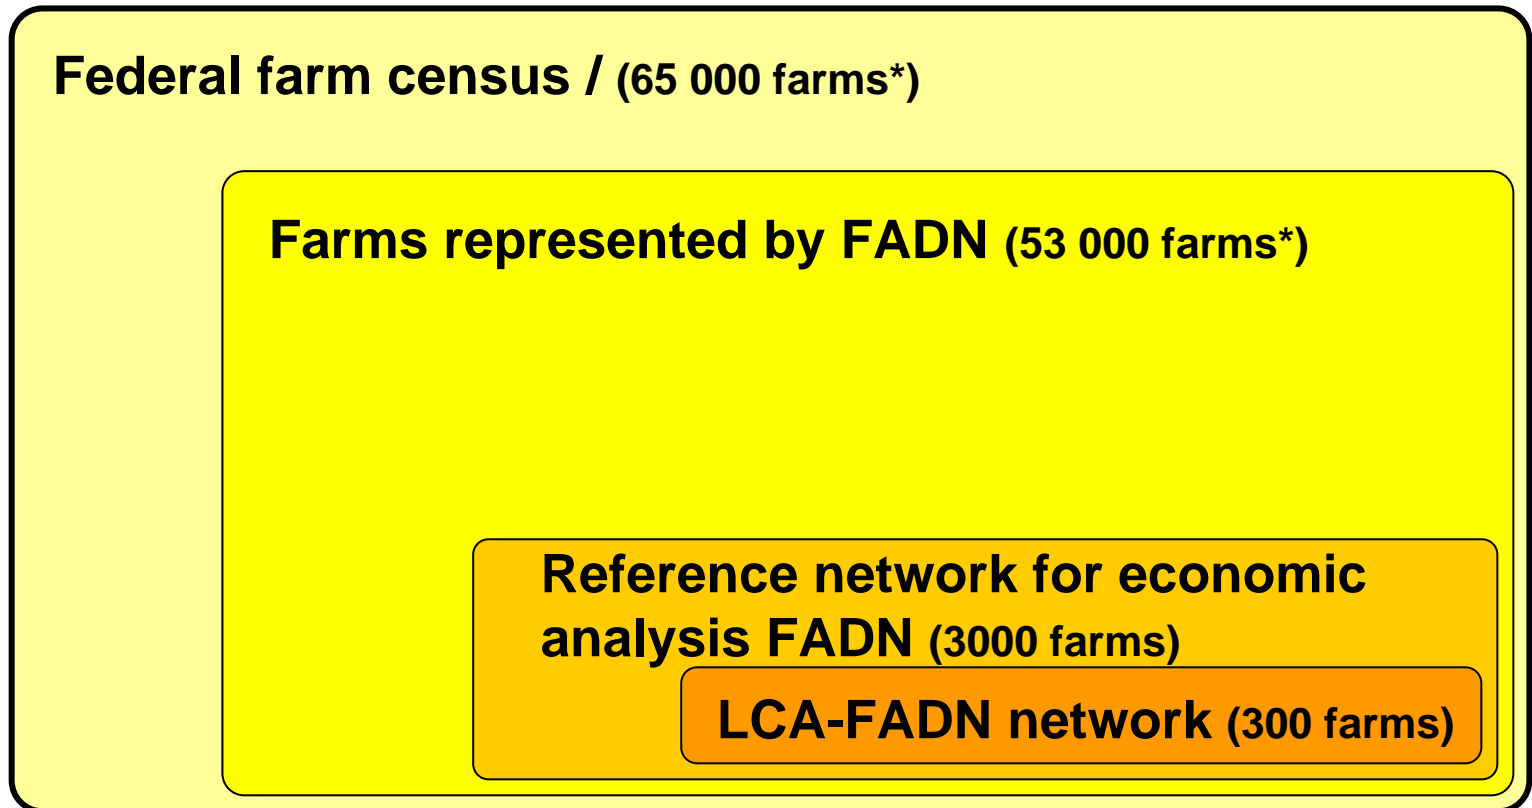 Federal farm census / (65 000 farms*)
Farms represented by FADN (53 000 farms*)
Reference network for economic
analysis FADN (3000 farms)
LCA-FADN network (300 farms)